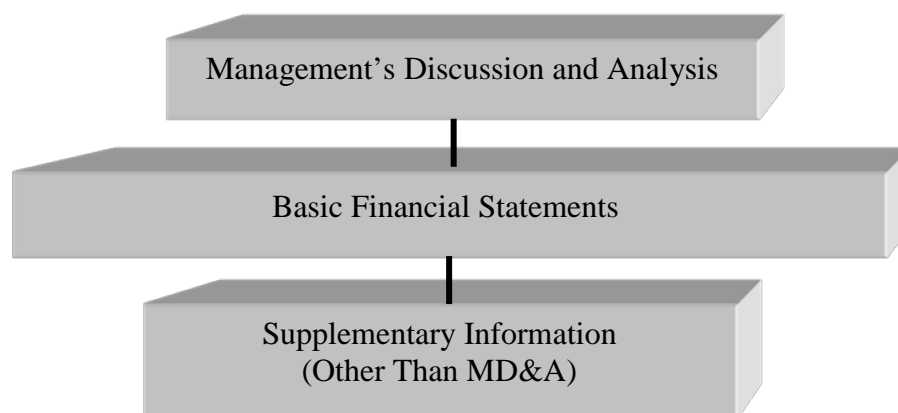 Management’s Discussion and Analysis
Basic Financial Statements
Supplementary Information
(Other Than MD&A)